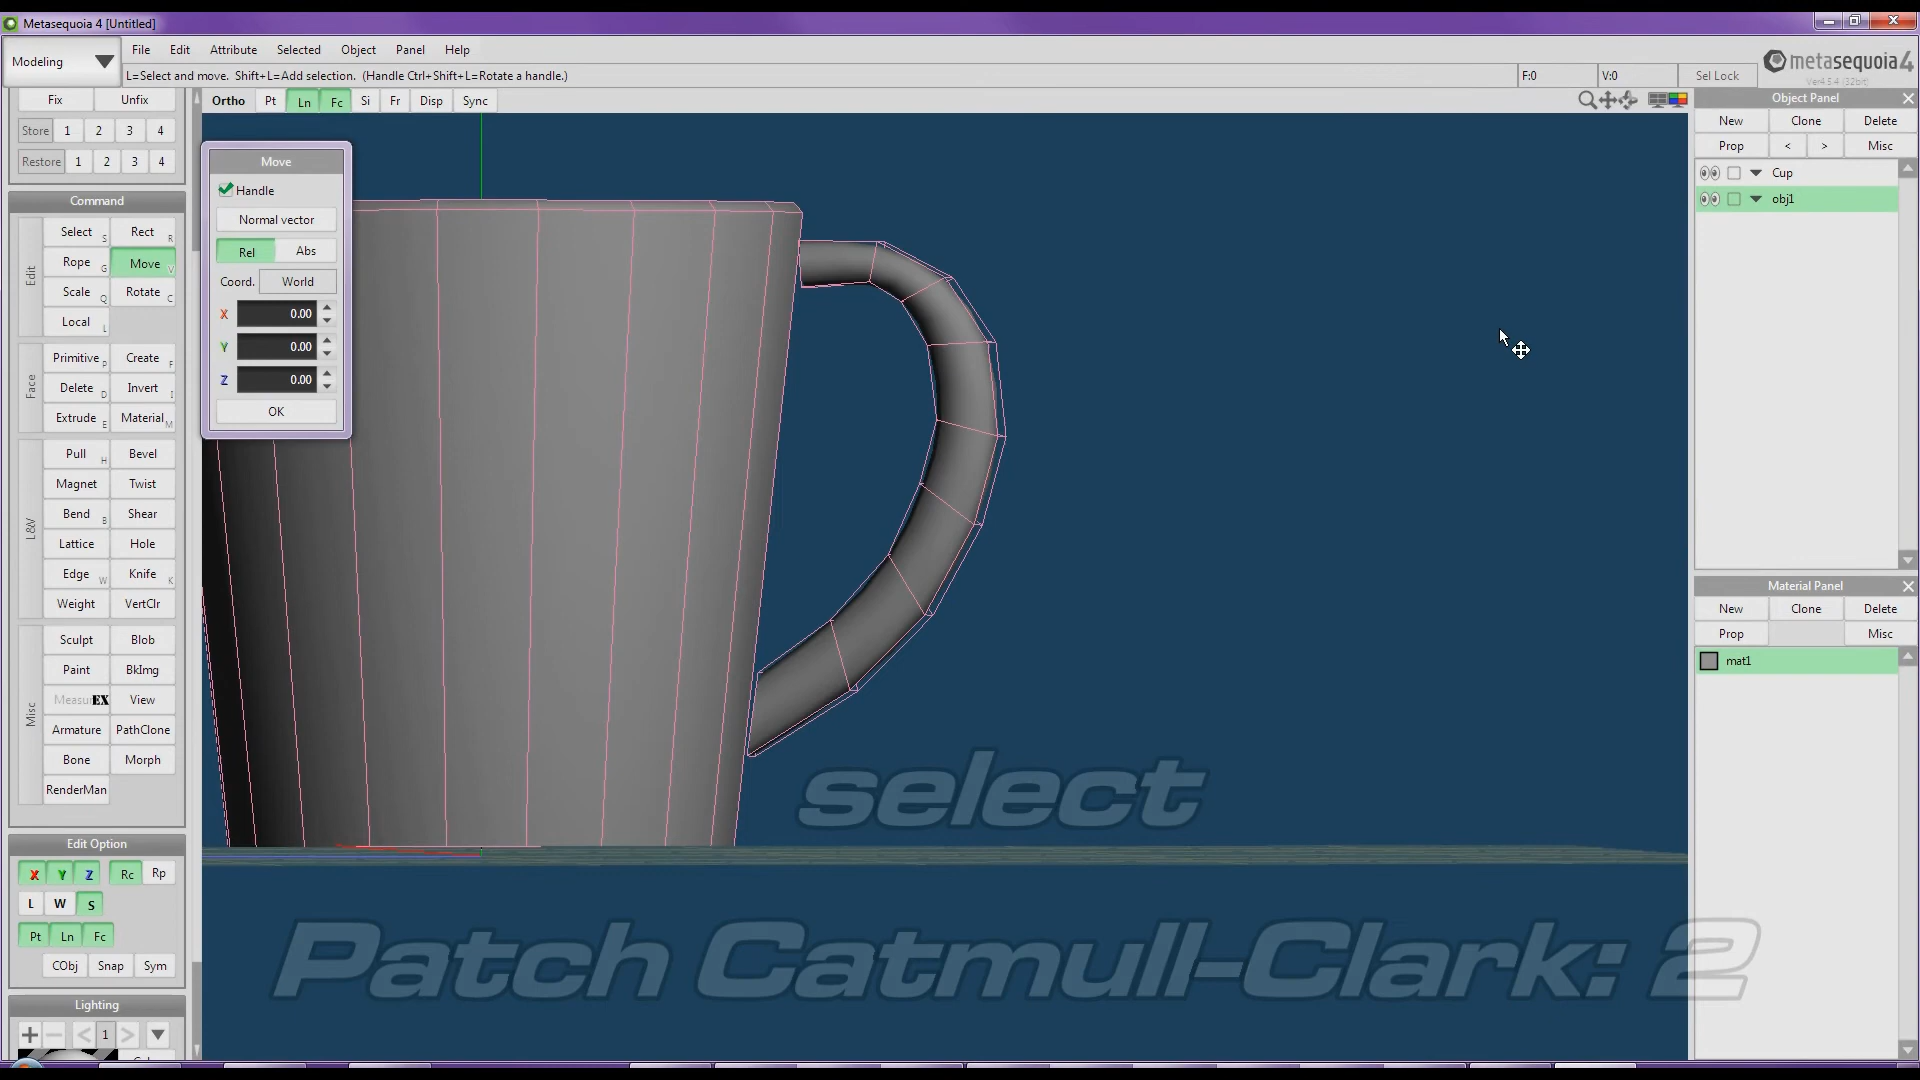 Metasequoia 4 [Untitled]
Modeling
File Edit Attribute Selected Object Panel Help
L=Select and move. Shift+L=Add selection. (Handle Ctrl+Shift+L=Rotate a handle.)
F:0 V:0 Sel Lock
metasequoia4
Ver4.5.4 (32bit)
Fix Unfix
Store 1 2 3 4
Restore 1 2 3 4
Command
Edit
Select S Rect R
Rope G Move V
Scale Q Rotate C
Local L
Face
Primitive P Create F
Delete D Invert I
Extrude E Material M
L&W
Pull H Bevel
Magnet Twist
Bend B Shear
Lattice Hole
Edge W Knife K
Weight VertClr
Misc
Sculpt Blob
Paint BkImg
Measu EX View
Armature PathClone
Bone Morph
RenderMan
Edit Option
X Y Z Rc Rp
L W S
Pt Ln Fc
CObj Snap Sym
Lighting
+ − < 1 >
Ortho Pt Ln Fc Si Fr Disp Sync
Move
Handle
Normal vector
Rel Abs
Coord. World
X 0.00
Y 0.00
Z 0.00
OK
select
Patch Catmull-Clark: 2
Object Panel
New Clone Delete
Prop < > Misc
Cup
obj1
Material Panel
New Clone Delete
Prop Misc
mat1